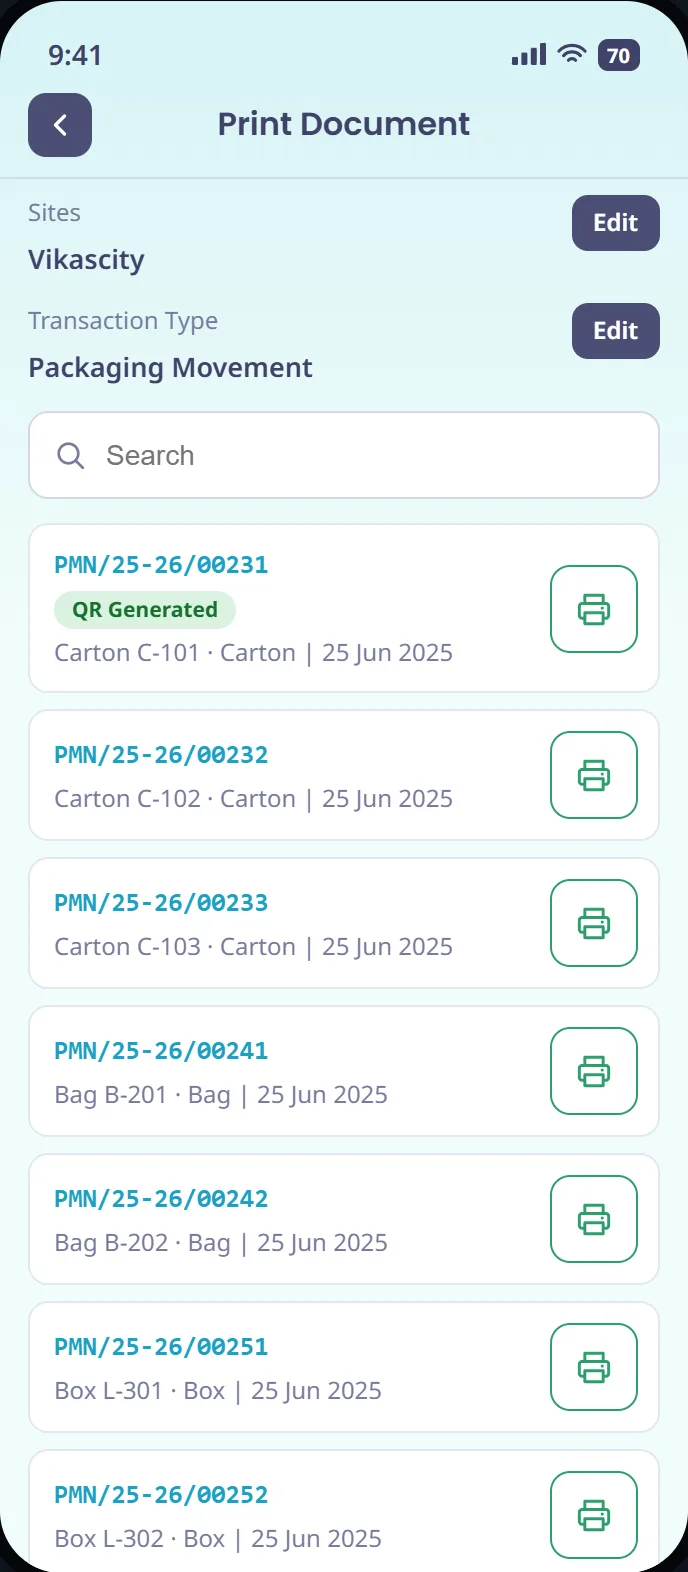 9:41
70
Print Document
Sites
Edit
Vikascity
Transaction Type
Edit
Packaging Movement
Search
PMN/25-26/00231
QR Generated
Carton C-101 · Carton | 25 Jun 2025
PMN/25-26/00232
Carton C-102 · Carton | 25 Jun 2025
PMN/25-26/00233
Carton C-103 · Carton | 25 Jun 2025
PMN/25-26/00241
Bag B-201 · Bag | 25 Jun 2025
PMN/25-26/00242
Bag B-202 · Bag | 25 Jun 2025
PMN/25-26/00251
Box L-301 · Box | 25 Jun 2025
PMN/25-26/00252
Box L-302 · Box | 25 Jun 2025